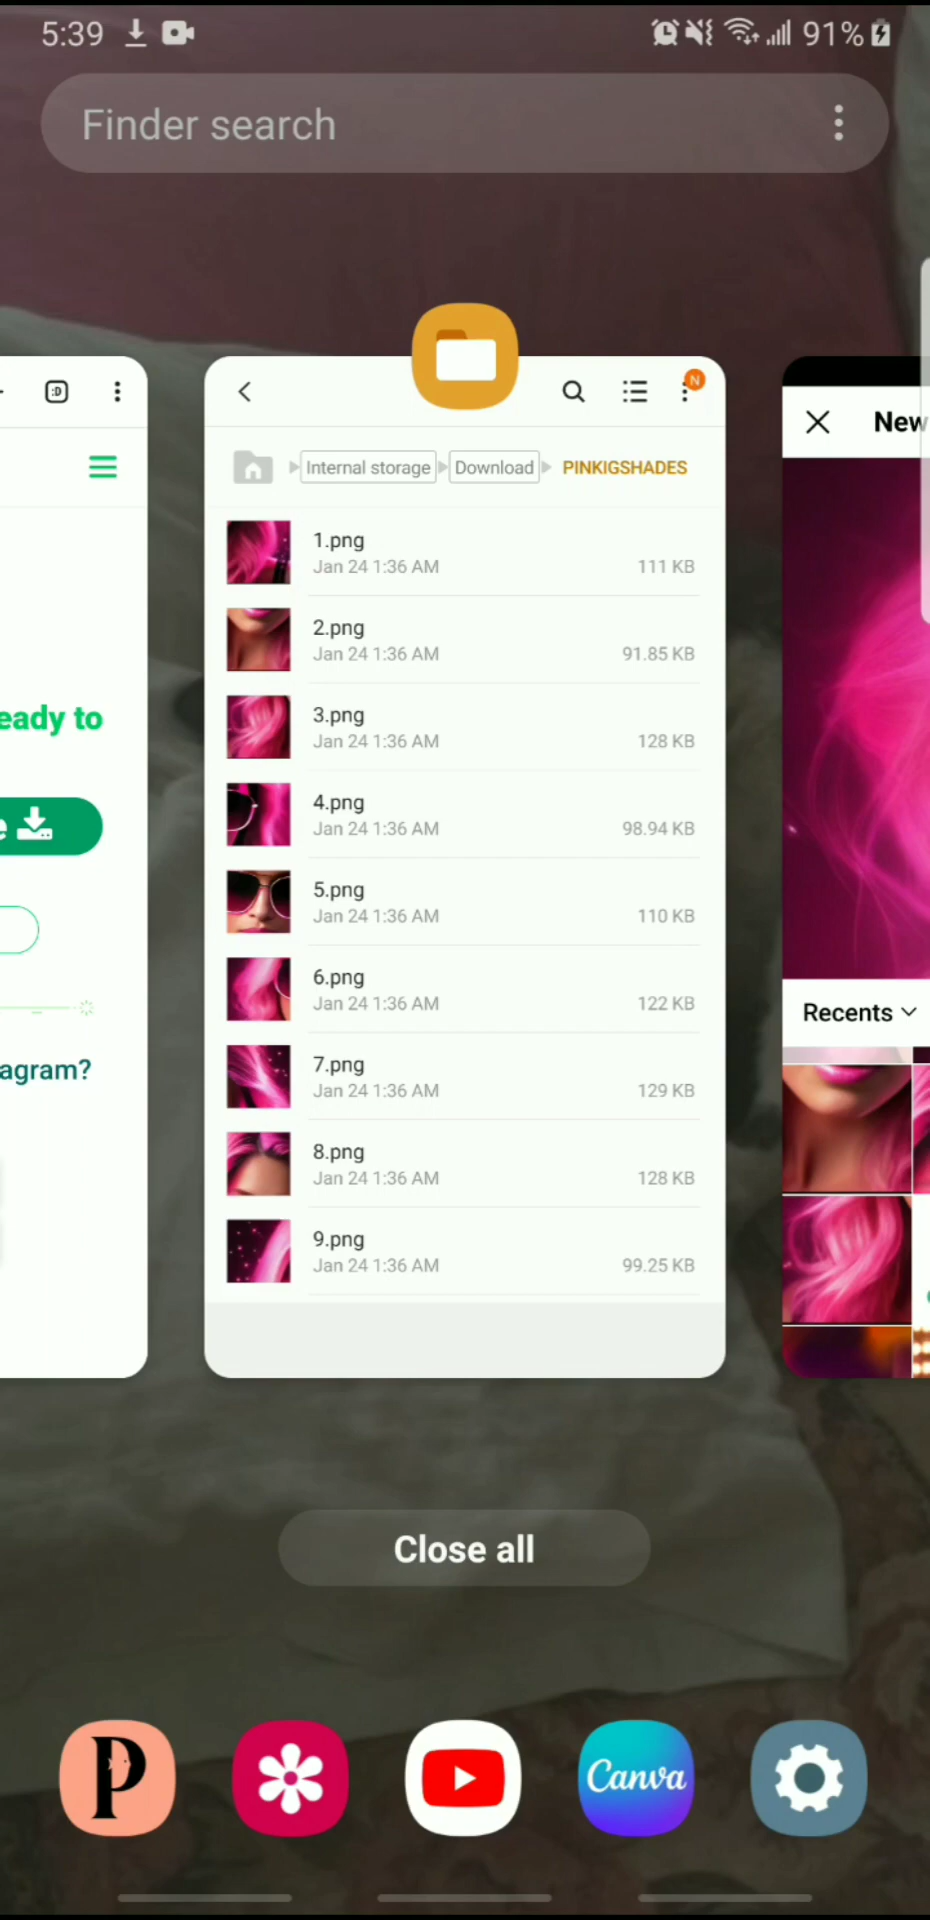 5:39
91%
Finder search
:D
N
Internal storage
Download
PINKIGSHADES
1.png
Jan 24 1:36 AM
111 KB
2.png
Jan 24 1:36 AM
91.85 KB
3.png
Jan 24 1:36 AM
128 KB
4.png
Jan 24 1:36 AM
98.94 KB
5.png
Jan 24 1:36 AM
110 KB
6.png
Jan 24 1:36 AM
122 KB
7.png
Jan 24 1:36 AM
129 KB
8.png
Jan 24 1:36 AM
128 KB
9.png
Jan 24 1:36 AM
99.25 KB
eady to
e
agram?
New
Recents
Close all
P
Canva